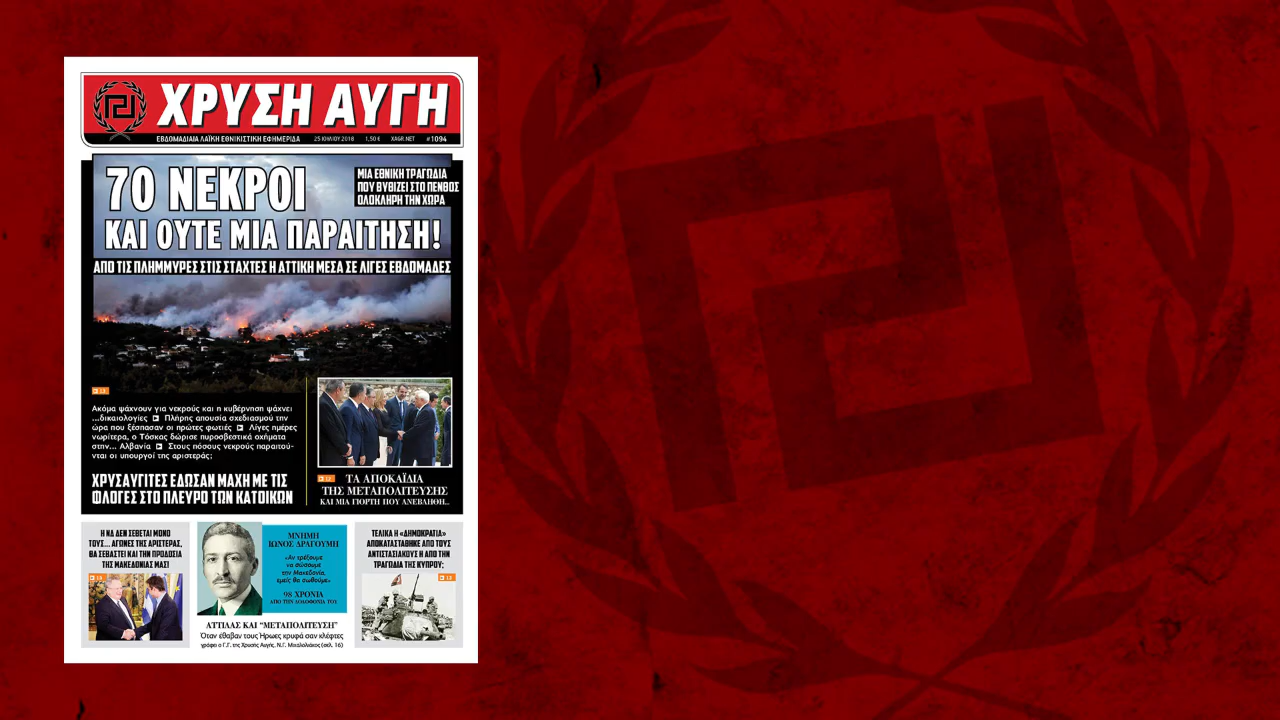 ΧΡΥΣΗ ΑΥΓΗ
ΕΒΔΟΜΑΔΙΑΙΑ ΛΑΪΚΗ ΕΘΝΙΚΙΣΤΙΚΗ ΕΦΗΜΕΡΙΔΑ 25 ΙΟΥΛΙΟΥ 2018 1,50 € XAGR.NET #1094
70 ΝΕΚΡΟΙ
ΚΑΙ ΟΥΤΕ ΜΙΑ ΠΑΡΑΙΤΗΣΗ!
ΜΙΑ ΕΘΝΙΚΗ ΤΡΑΓΩΔΙΑ
ΠΟΥ ΒΥΘΙΖΕΙ ΣΤΟ ΠΕΝΘΟΣ
ΟΛΟΚΛΗΡΗ ΤΗΝ ΧΩΡΑ
ΑΠΟ ΤΙΣ ΠΛΗΜΜΥΡΕΣ ΣΤΙΣ ΣΤΑΧΤΕΣ Η ΑΤΤΙΚΗ ΜΕΣΑ ΣΕ ΛΙΓΕΣ ΕΒΔΟΜΑΔΕΣ
Ακόμα ψάχνουν για νεκρούς και η κυβέρνηση ψάχνει
...δικαιολογίες Πλήρης απουσία σχεδιασμού την
ώρα που ξέσπασαν οι πρώτες φωτιές Λίγες ημέρες
νωρίτερα, ο Τόσκας δώρισε πυροσβεστικά οχήματα
στην... Αλβανία Στους πόσους νεκρούς παραιτού-
νται οι υπουργοί της αριστεράς;
ΧΡΥΣΑΥΓΙΤΕΣ ΕΔΩΣΑΝ ΜΑΧΗ ΜΕ ΤΙΣ
ΦΛΟΓΕΣ ΣΤΟ ΠΛΕΥΡΟ ΤΩΝ ΚΑΤΟΙΚΩΝ
ΤΑ ΑΠΟΚΑΪΔΙΑ
ΤΗΣ ΜΕΤΑΠΟΛΙΤΕΥΣΗΣ
ΚΑΙ ΜΙΑ ΓΙΟΡΤΗ ΠΟΥ ΑΝΕΒΛΗΘΗ...
Η ΝΔ ΔΕΝ ΣΕΒΕΤΑΙ ΜΟΝΟ
ΤΟΥΣ... ΑΓΩΝΕΣ ΤΗΣ ΑΡΙΣΤΕΡΑΣ,
ΘΑ ΣΕΒΑΣΤΕΙ ΚΑΙ ΤΗΝ ΠΡΟΔΟΣΙΑ
ΤΗΣ ΜΑΚΕΔΟΝΙΑΣ ΜΑΣ!
ΜΝΗΜΗ
ΙΩΝΟΣ ΔΡΑΓΟΥΜΗ
«Αν τρέξουμε
να σώσουμε
την Μακεδονία,
εμείς θα σωθούμε»
98 ΧΡΟΝΙΑ
ΑΠΟ ΤΗΝ ΔΟΛΟΦΟΝΙΑ ΤΟΥ
ΑΤΤΙΛΑΣ ΚΑΙ "ΜΕΤΑΠΟΛΙΤΕΥΣΗ"
Όταν έθαβαν τους Ήρωες κρυφά σαν κλέφτες
γράφει ο Γ.Γ. της Χρυσής Αυγής, Ν.Γ. Μιχαλολιάκος (σελ. 16)
ΤΕΛΙΚΑ Η «ΔΗΜΟΚΡΑΤΙΑ»
ΑΠΟΚΑΤΑΣΤΑΘΗΚΕ ΑΠΟ ΤΟΥΣ
ΑΝΤΙΣΤΑΣΙΑΚΟΥΣ Η ΑΠΟ ΤΗΝ
ΤΡΑΓΩΔΙΑ ΤΗΣ ΚΥΠΡΟΥ;